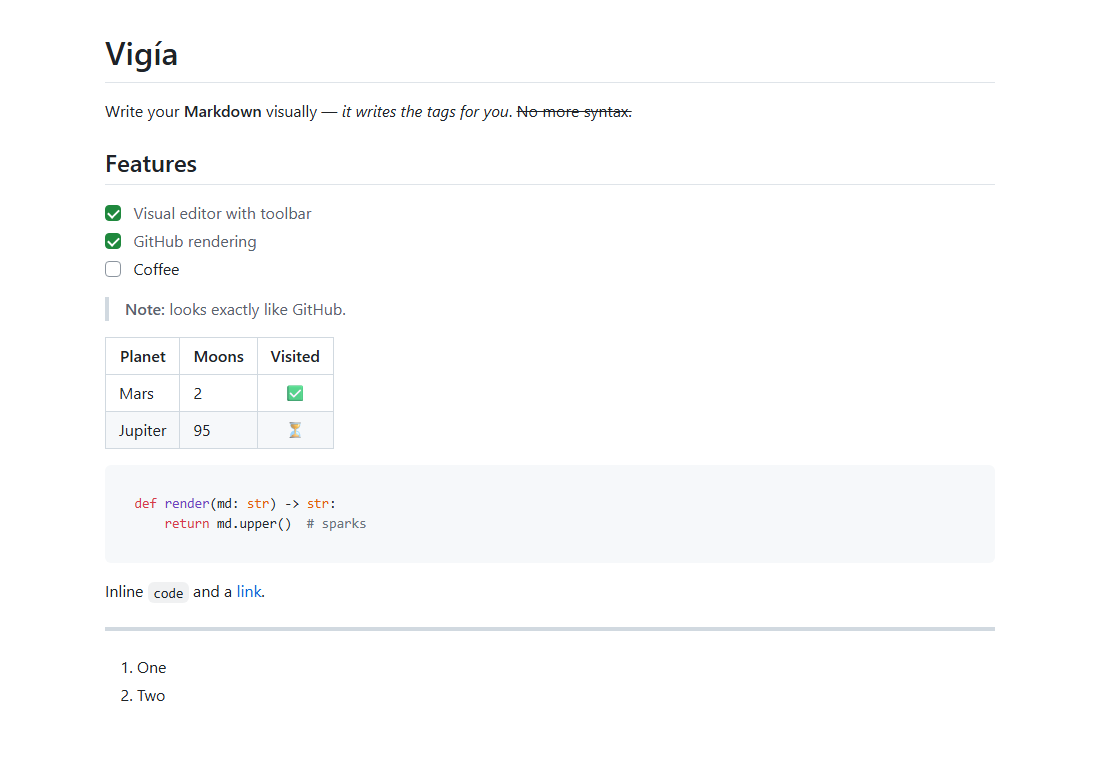 Vigía
Write your Markdown visually — it writes the tags for you. No more syntax.
Features
Visual editor with toolbar
GitHub rendering
Coffee
Note: looks exactly like GitHub.
Planet Moons Visited
Mars 2 ✅
Jupiter 95 ⏳
def render(md: str) -> str:
    return md.upper()  # sparks
Inline code and a link.
1. One
2. Two